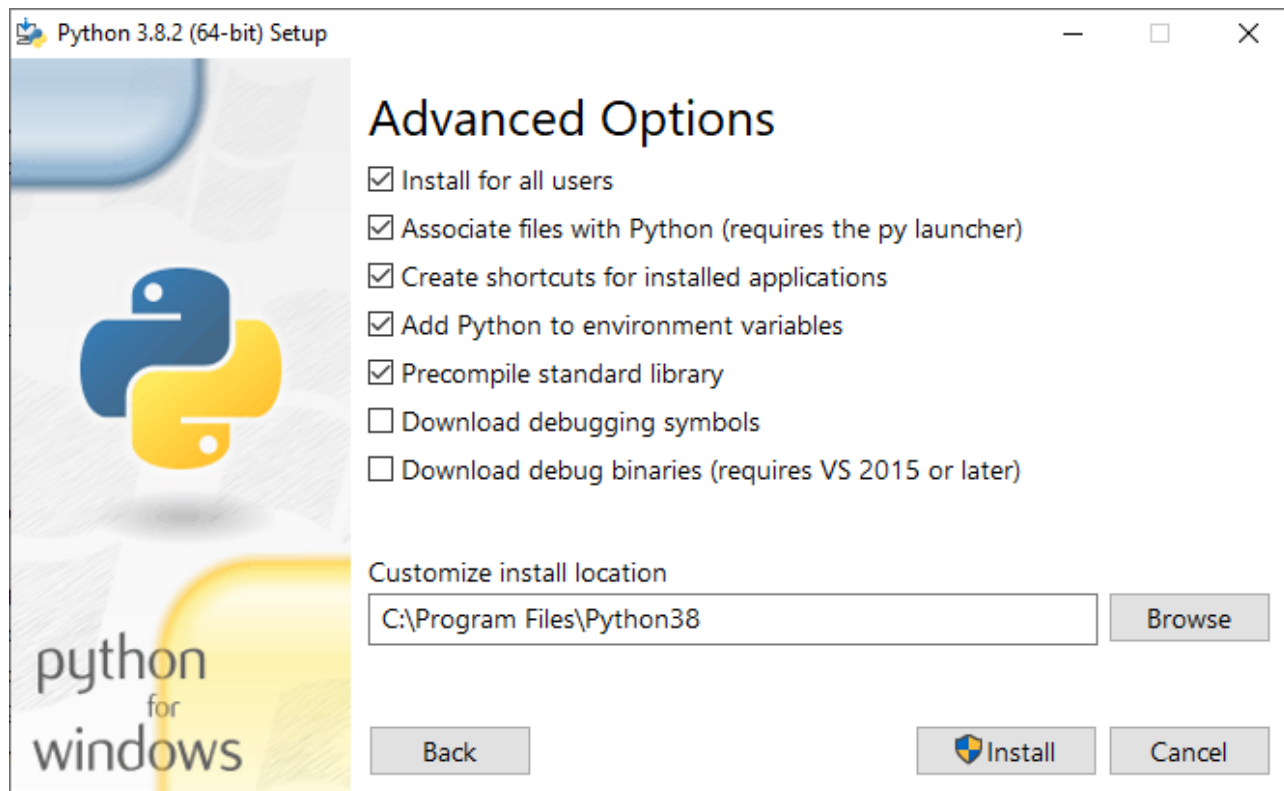 Python 3.8.2 (64-bit) Setup
Advanced Options
Install for all users
Associate files with Python (requires the py launcher)
Create shortcuts for installed applications
Add Python to environment variables
Precompile standard library
Download debugging symbols
Download debug binaries (requires VS 2015 or later)
Customize install location
C:\Program Files\Python38
Browse
python
for
windows
Back
Install
Cancel